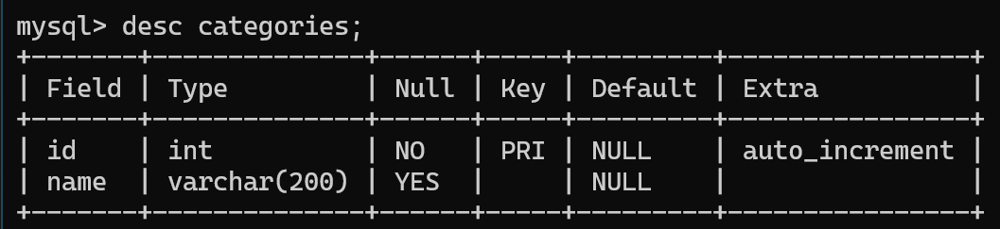 mysql> desc categories;
+-------+--------------+------+-----+---------+----------------+
| Field | Type         | Null | Key | Default | Extra          |
+-------+--------------+------+-----+---------+----------------+
| id    | int          | NO   | PRI | NULL    | auto_increment |
| name  | varchar(200) | YES  |     | NULL    |                |
+-------+--------------+------+-----+---------+----------------+